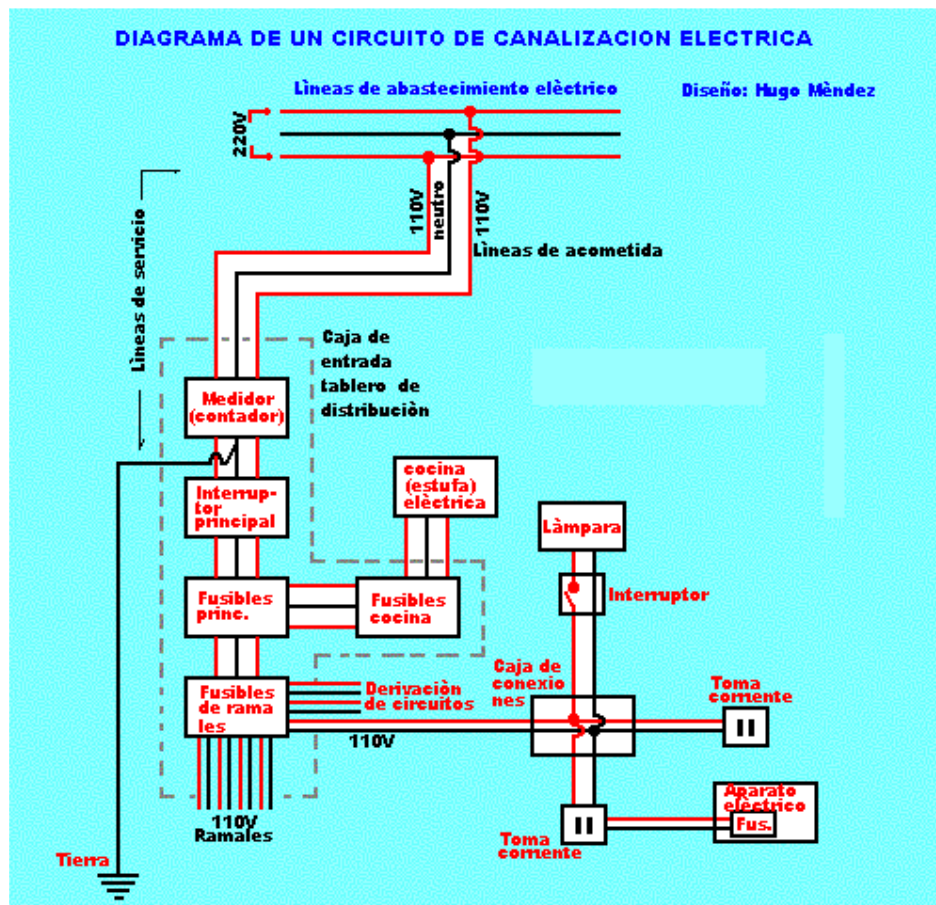 DIAGRAMA DE UN CIRCUITO DE CANALIZACION ELECTRICA
Lìneas de abastecimiento elèctrico
Diseño: Hugo Mèndez
220V
110V
neutro
110V
Lìneas de acometida
Lìneas de servicio
Caja de
entrada
tablero de
distribuciòn
Medidor
(contador)
Interrup-
tor
principal
cocina
(estufa)
elèctrica
Làmpara
Interruptor
Fusibles
princ.
Fusibles
cocina
Fusibles
de rama
les
Derivaciòn
de circuitos
Caja de
conexio
nes
Toma
corriente
110V
110V
Ramales
Toma
corriente
Aparato
elèctrico
Fus.
Tierra